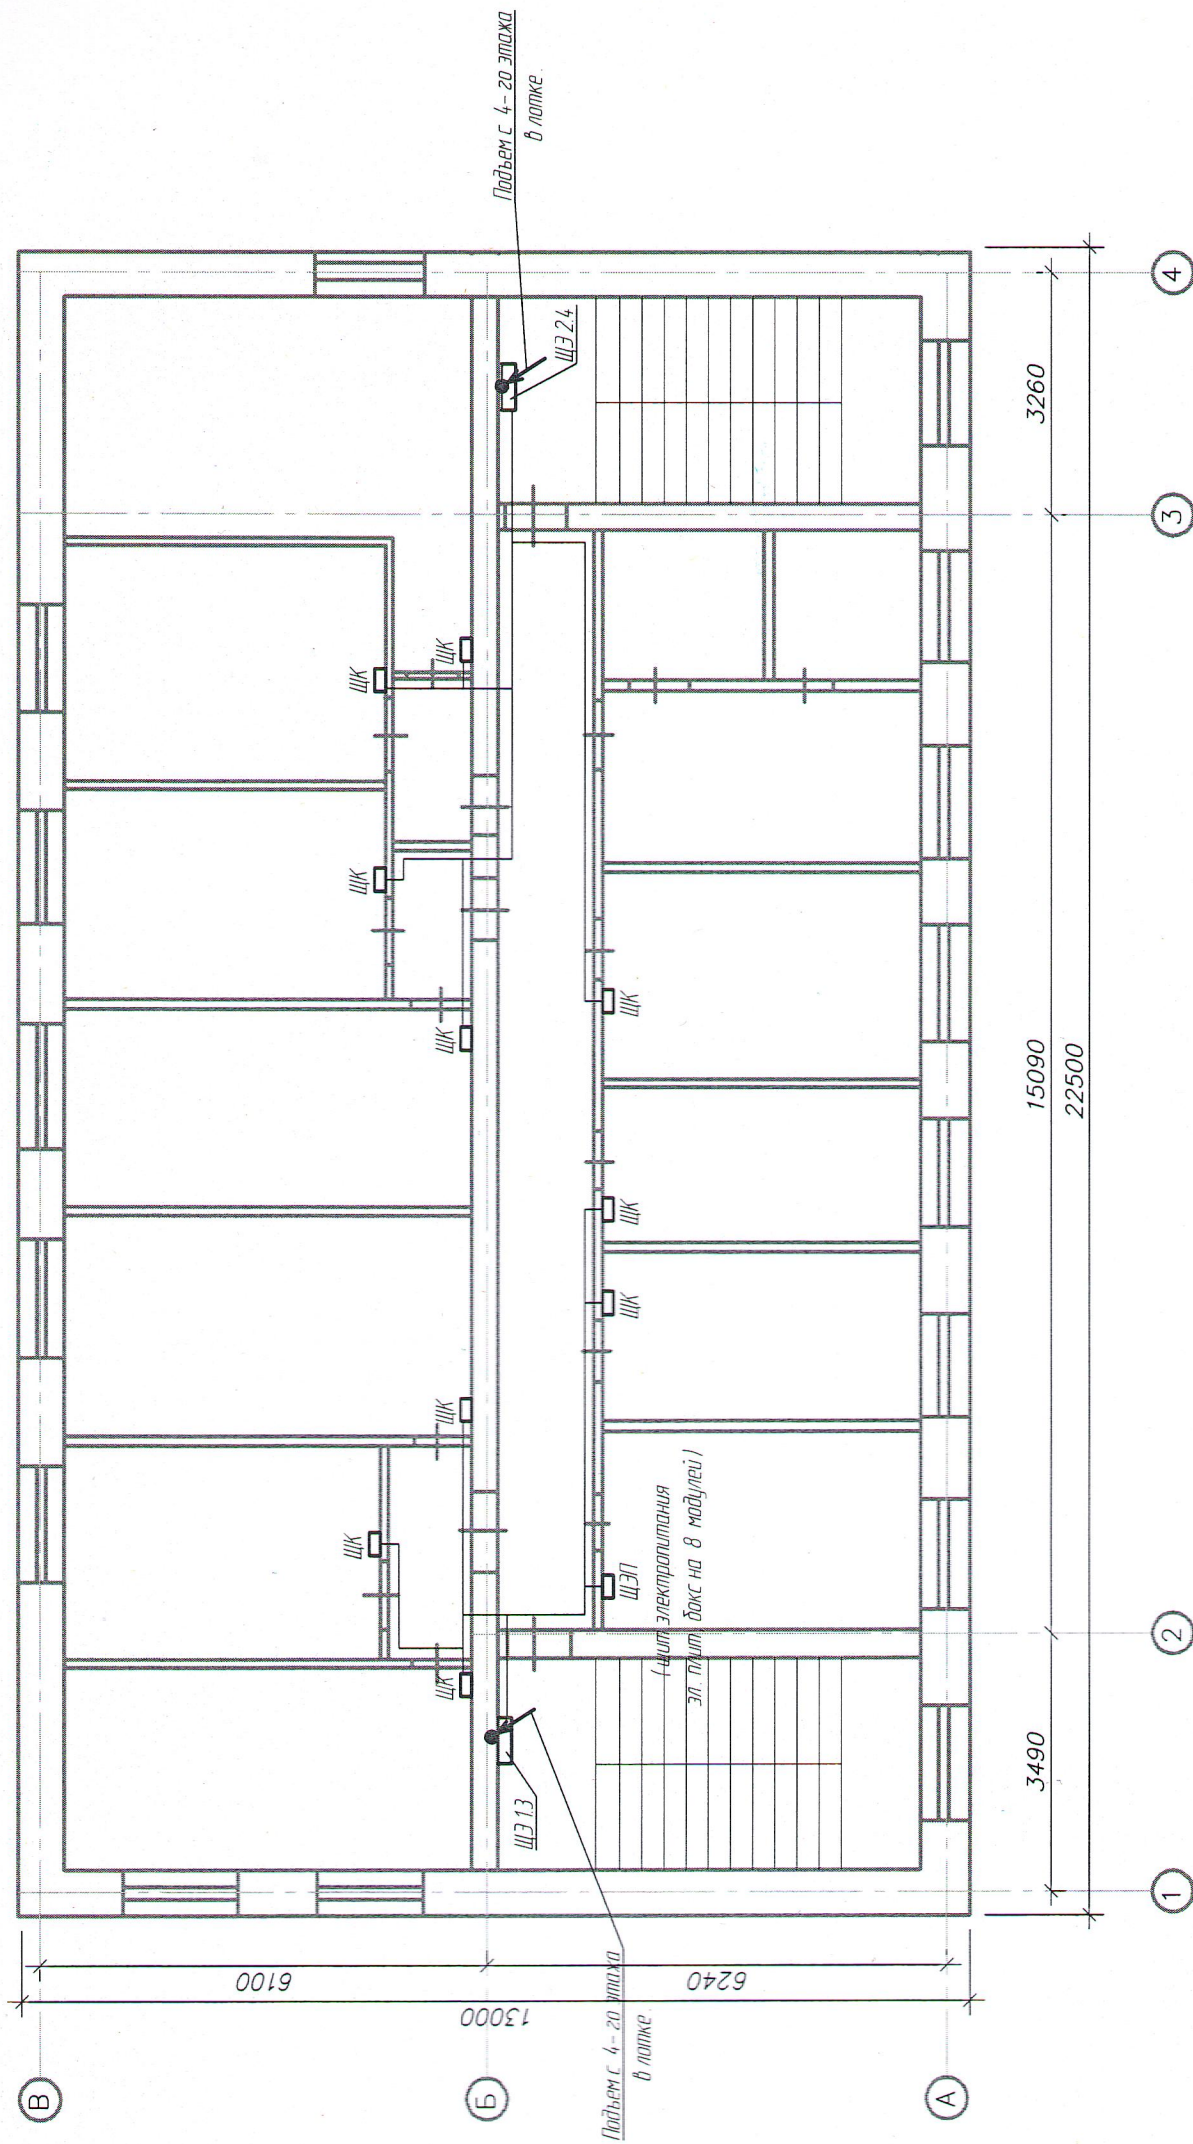 Подъем с 4-го этажа
в лотке.
ЩЭ 2.4
ЩК
ЩК
ЩК
ЩК
ЩК
ЩК
ЩК
ЩК
ЩК
ЩК
ЩЭП
(щит электропитания
эл. плит, бокс на 8 модулей)
ЩЭ 1.3
Подъем с 4-го этажа
в лотке.
6100
6240
13000
3490
15090
3260
22500
В
Б
А
1
2
3
4